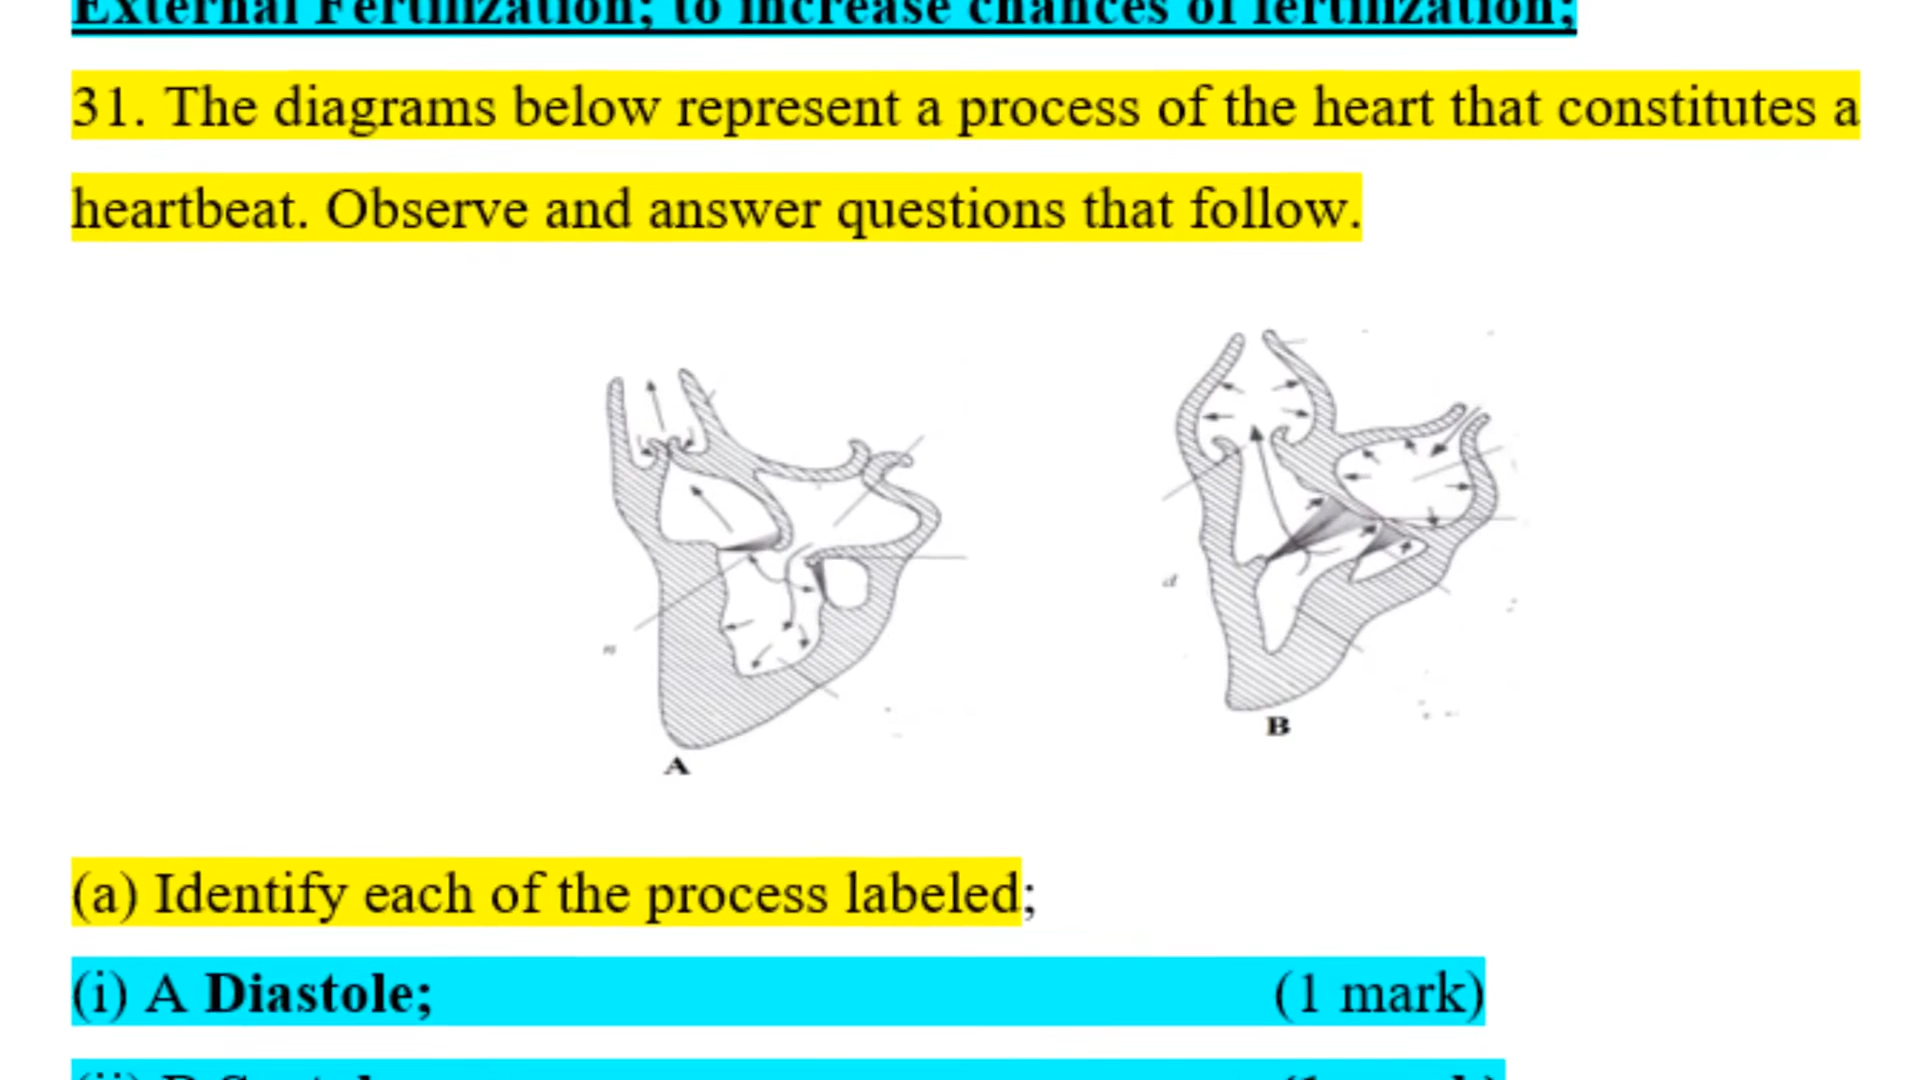 External Fertilization; to increase chances of fertilization;
31. The diagrams below represent a process of the heart that constitutes a
heartbeat. Observe and answer questions that follow.
A
B
(a) Identify each of the process labeled;
(i) A Diastole; (1 mark)